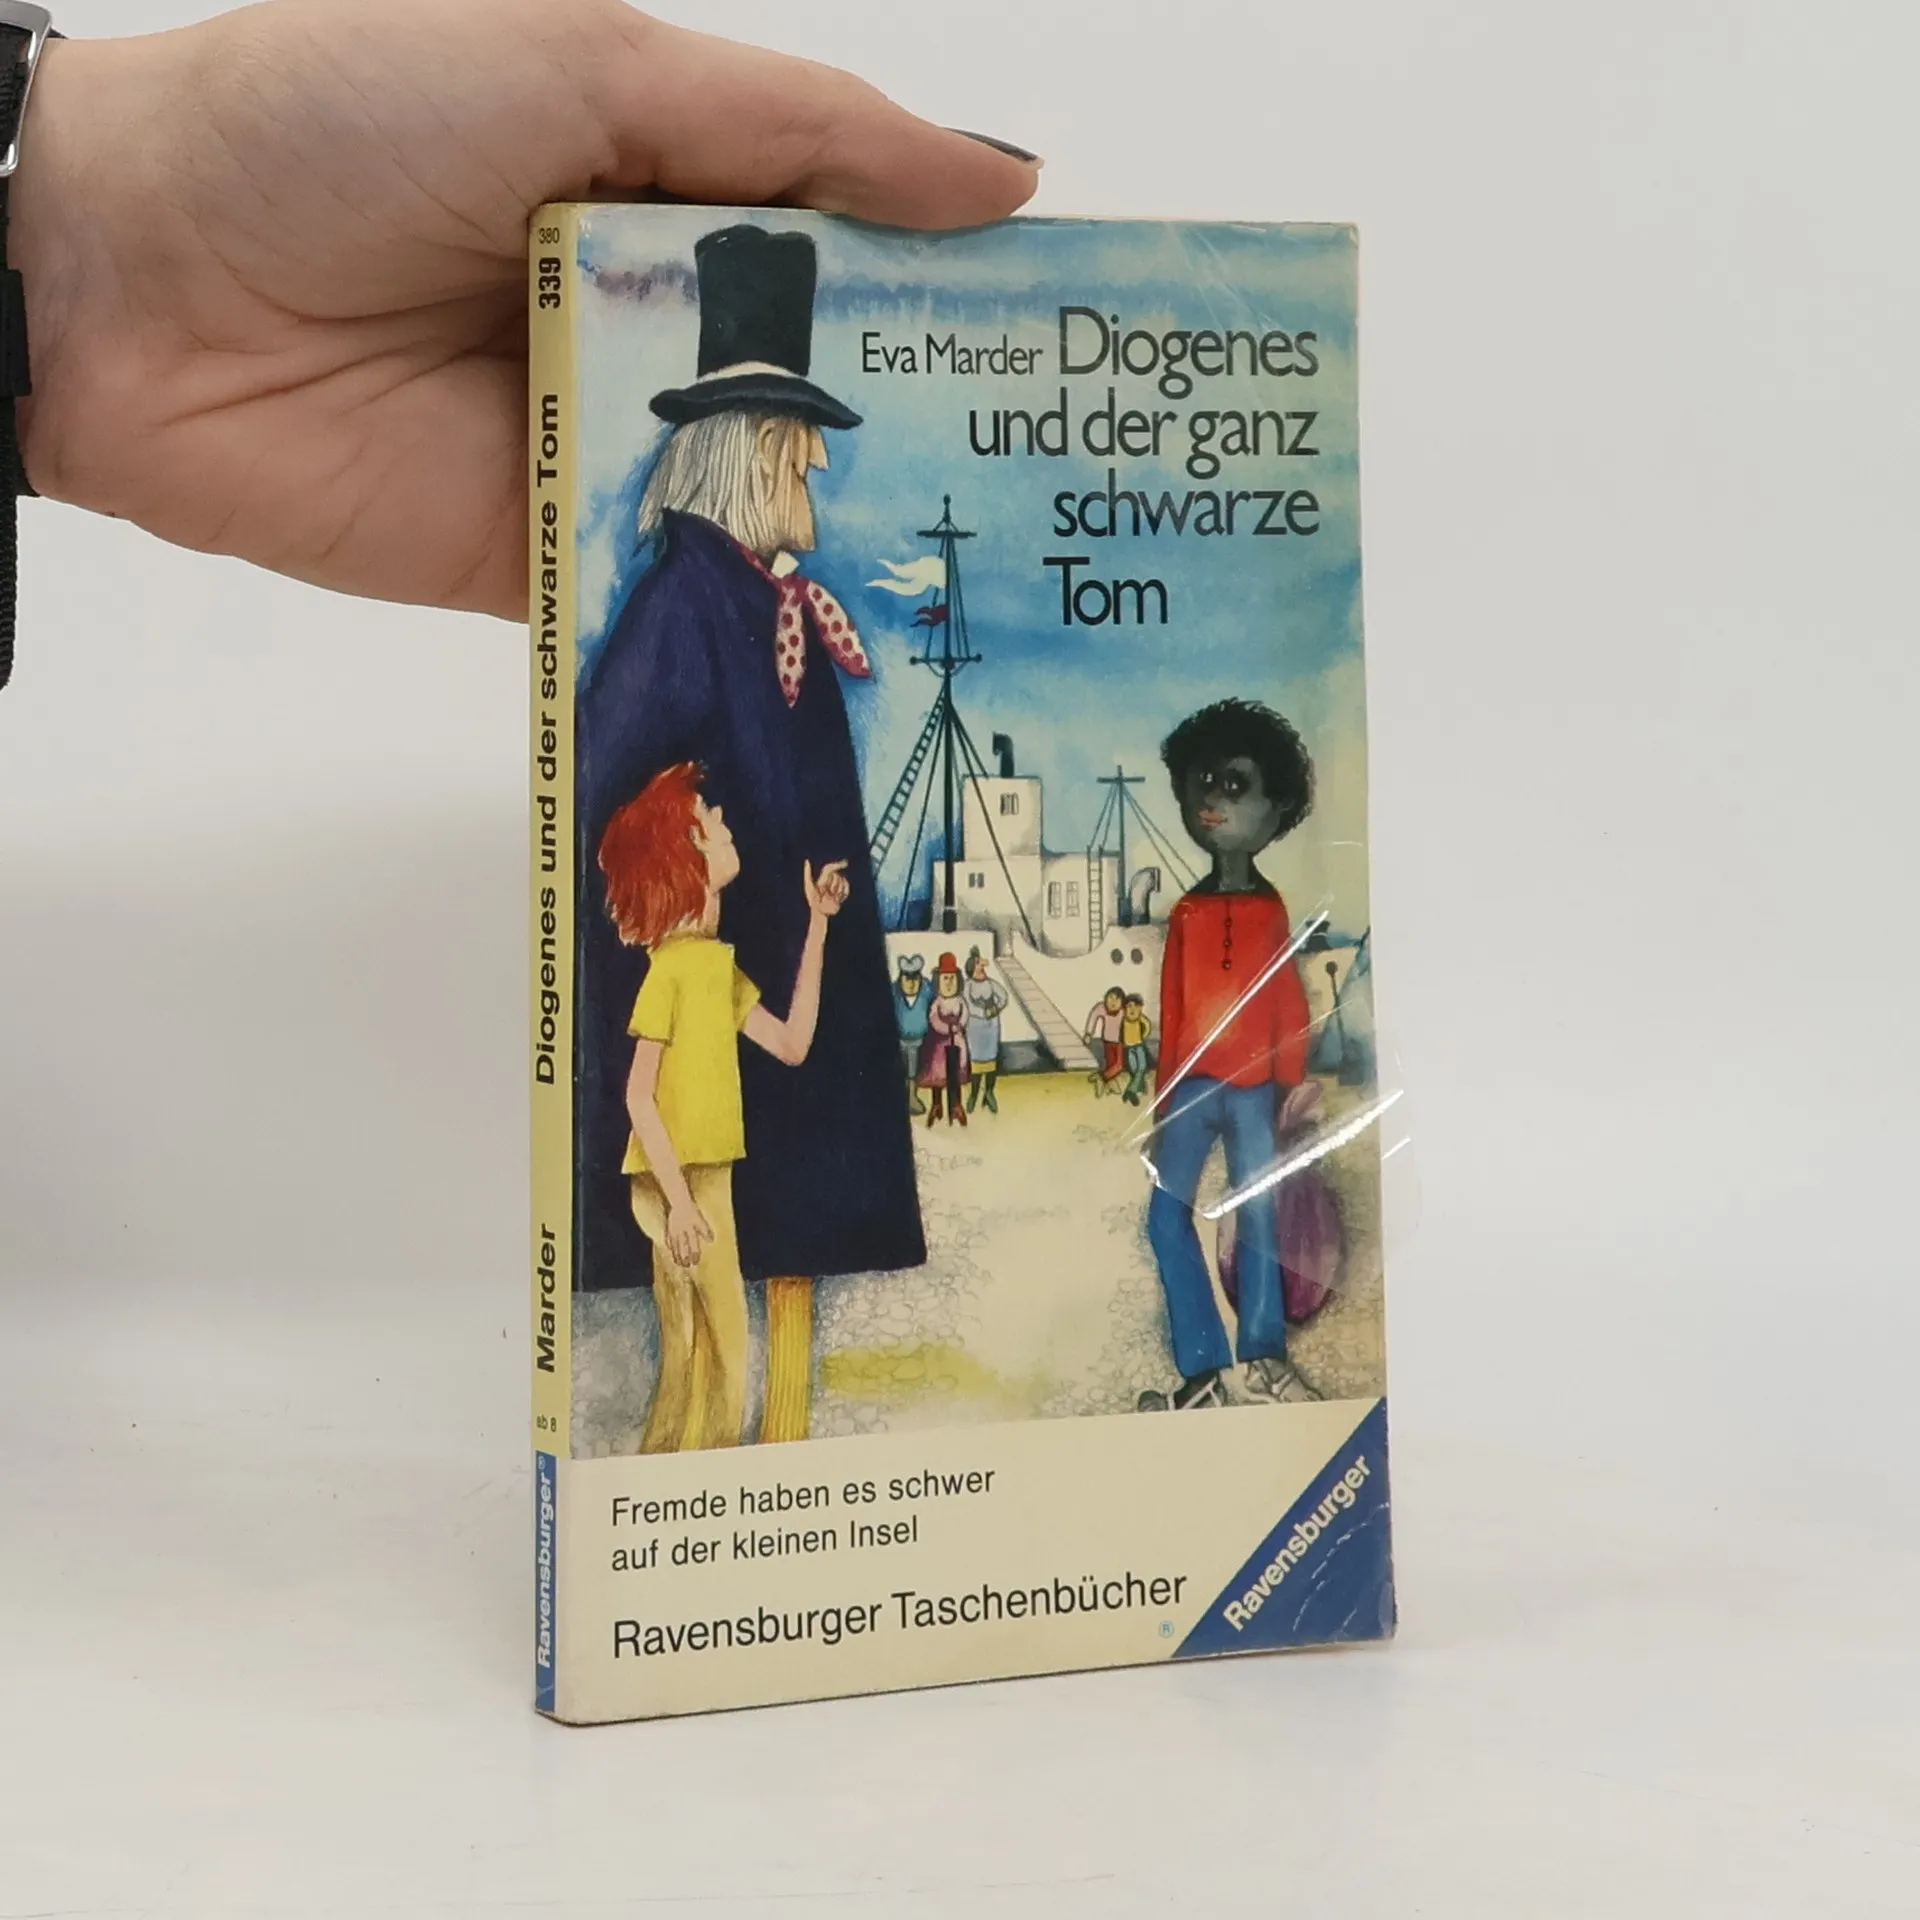 380
339
Diogenes und der schwarze Tom
Marder
ab 8
Ravensburger®
Eva Marder Diogenes
und der ganz
schwarze
Tom
Fremde haben es schwer
auf der kleinen Insel
Ravensburger Taschenbücher
®
Ravensburger